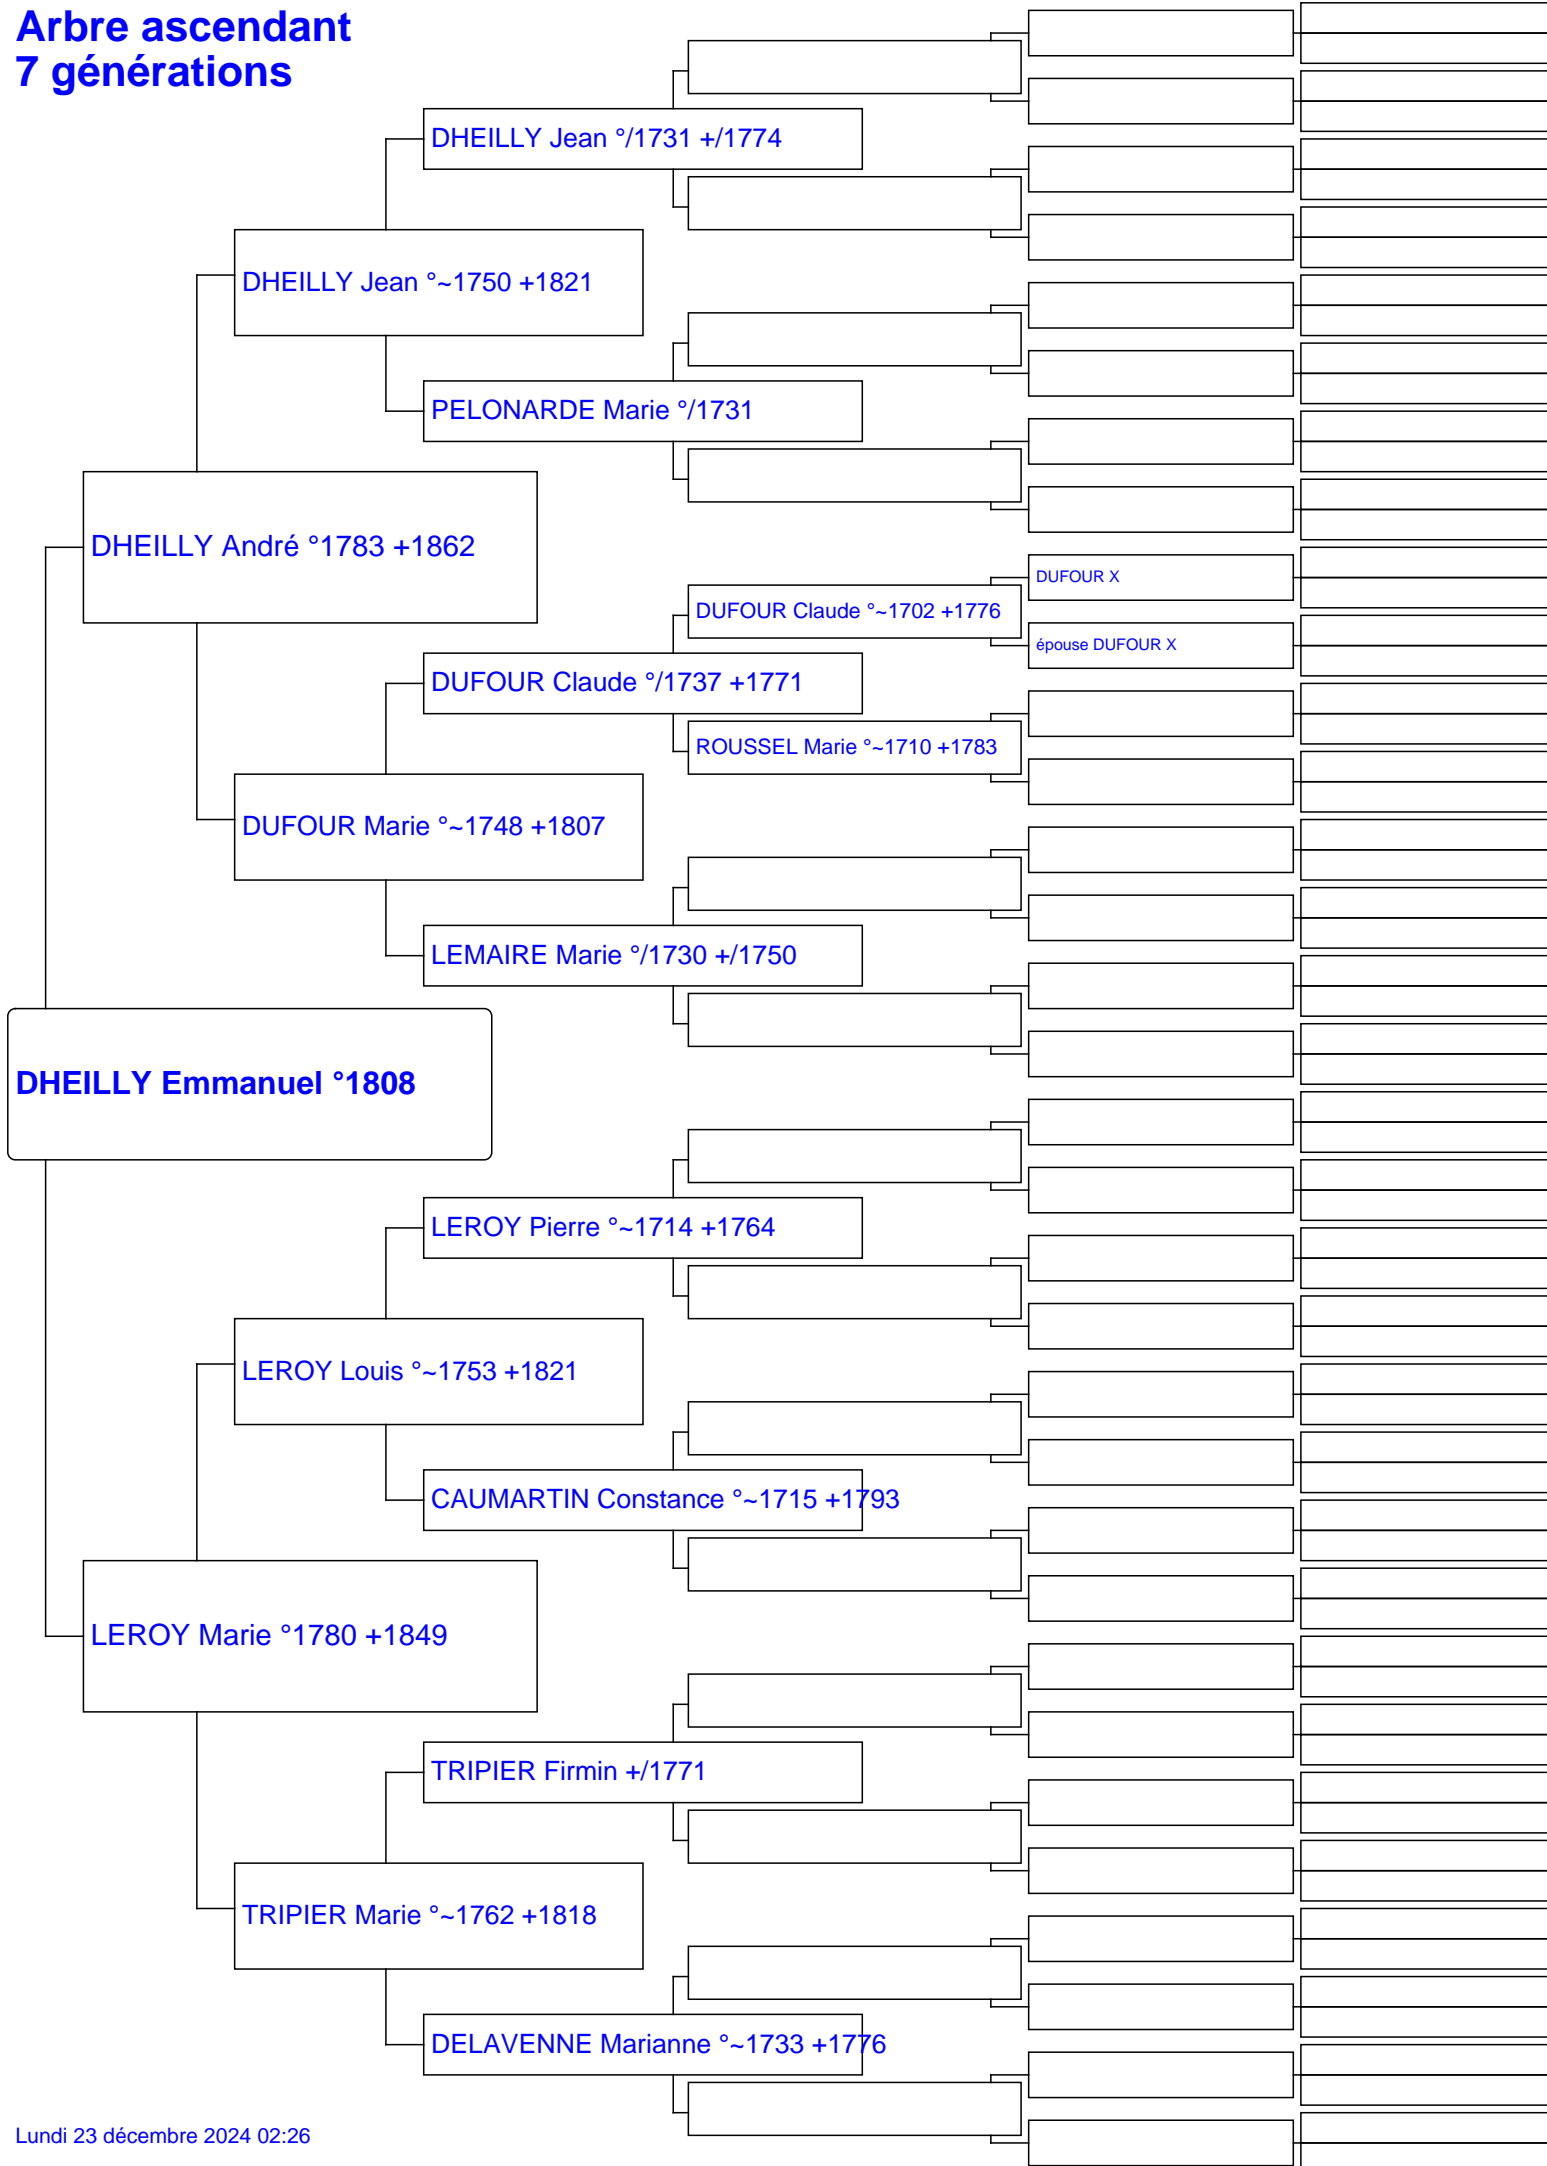 Arbre ascendant
7 générations
DHEILLY Jean °/1731 +/1774
DHEILLY Jean °~1750 +1821
PELONARDE Marie °/1731
DHEILLY André °1783 +1862
DUFOUR X
DUFOUR Claude °~1702 +1776
épouse DUFOUR X
DUFOUR Claude °/1737 +1771
ROUSSEL Marie °~1710 +1783
DUFOUR Marie °~1748 +1807
LEMAIRE Marie °/1730 +/1750
DHEILLY Emmanuel °1808
LEROY Pierre °~1714 +1764
LEROY Louis °~1753 +1821
CAUMARTIN Constance °~1715 +1793
LEROY Marie °1780 +1849
TRIPIER Firmin +/1771
TRIPIER Marie °~1762 +1818
DELAVENNE Marianne °~1733 +1776
Lundi 23 décembre 2024 02:26